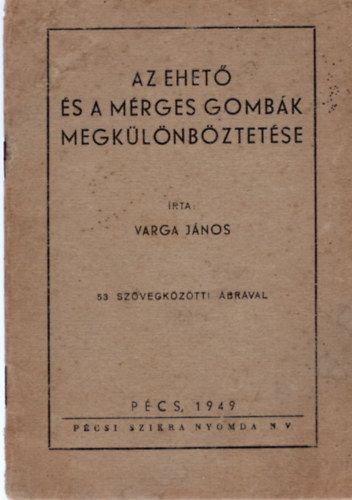 AZ EHETŐ
ÉS A MÉRGES GOMBÁK
MEGKÜLÖNBÖZTETÉSE
ÍRTA:
VARGA JÁNOS
53 SZÖVEGKÖZÖTTI ÁBRÁVAL
PÉCS, 1949
PÉCSI SZIKRA NYOMDA N. V.